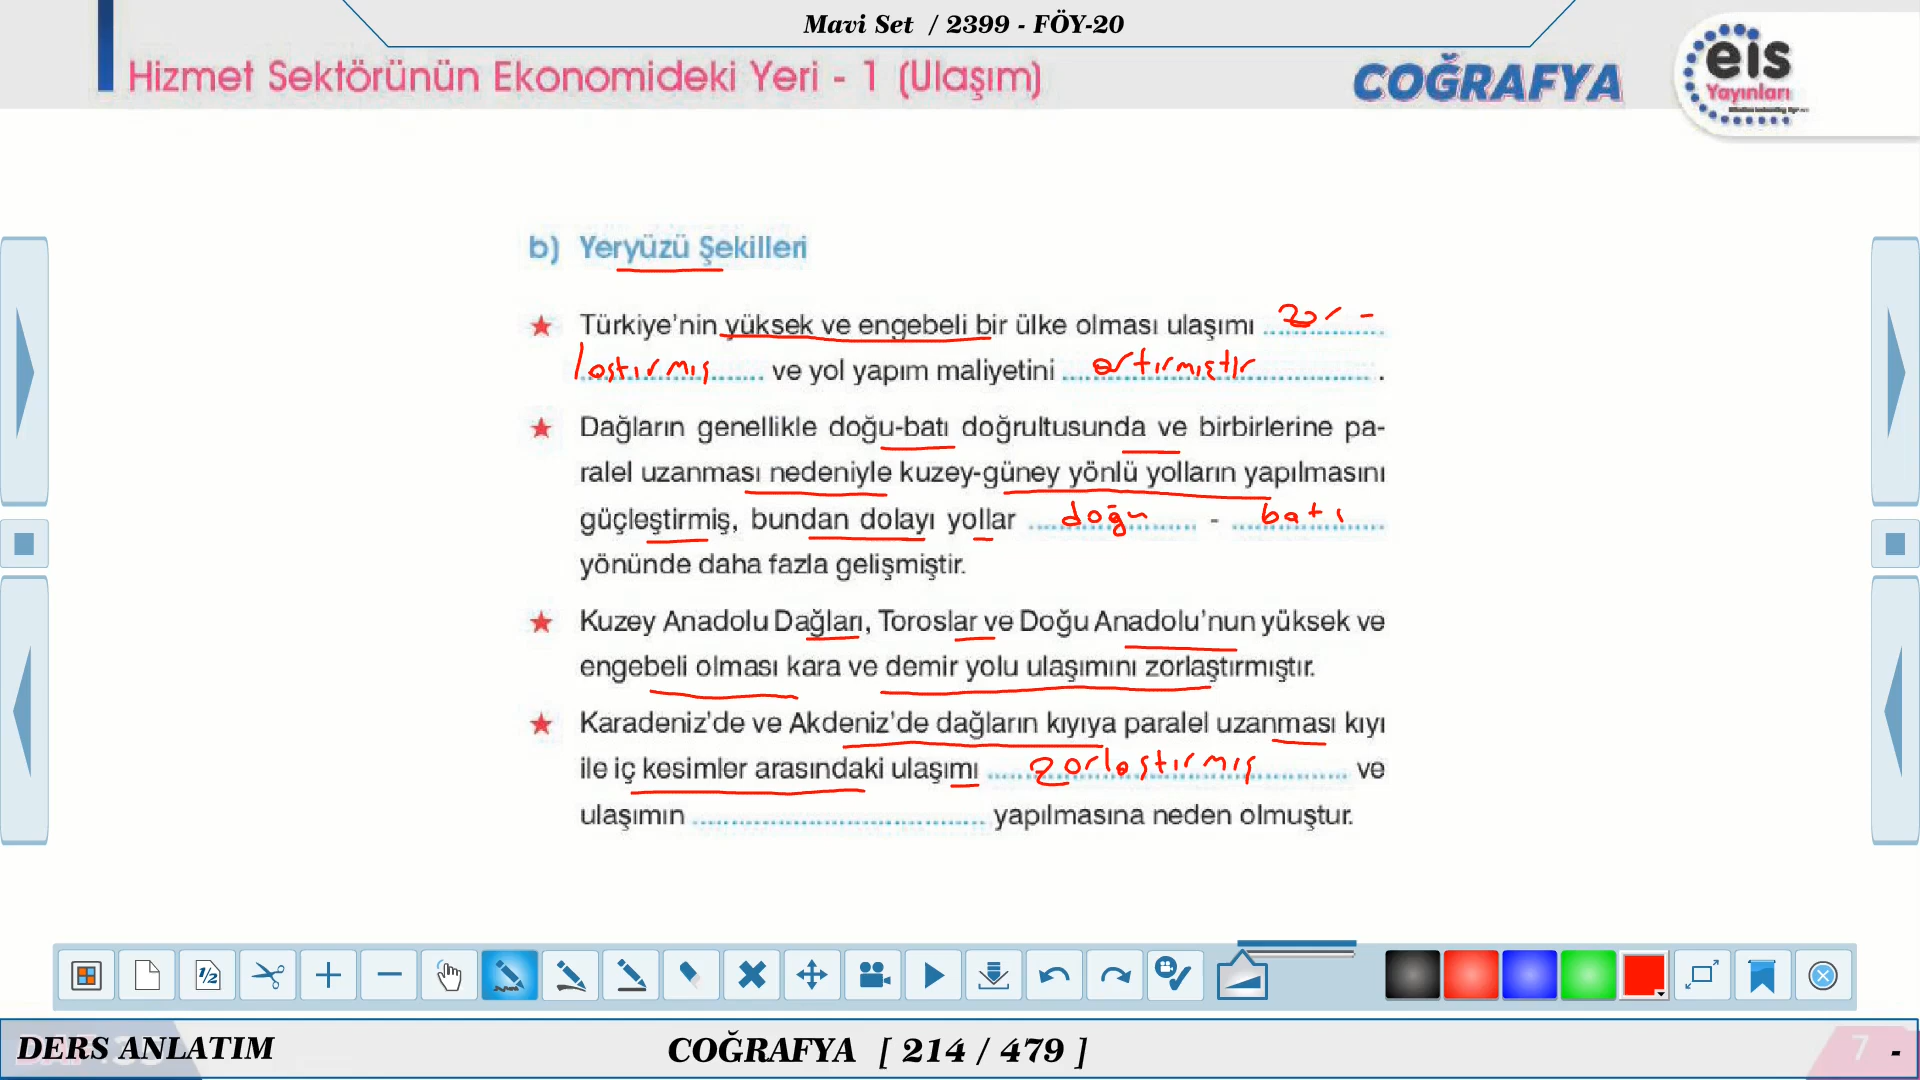 Mavi Set / 2399 - FÖY-20
Hizmet Sektörünün Ekonomideki Yeri - 1 (Ulaşım)
COĞRAFYA
eis
Yayınları
b) Yeryüzü Şekilleri
★ Türkiye'nin yüksek ve engebeli bir ülke olması ulaşımı zor -
laştırmış ve yol yapım maliyetini artırmıştır .
★ Dağların genellikle doğu-batı doğrultusunda ve birbirlerine pa-
ralel uzanması nedeniyle kuzey-güney yönlü yolların yapılmasını
güçleştirmiş, bundan dolayı yollar doğu - batı
yönünde daha fazla gelişmiştir.
★ Kuzey Anadolu Dağları, Toroslar ve Doğu Anadolu'nun yüksek ve
engebeli olması kara ve demir yolu ulaşımını zorlaştırmıştır.
★ Karadeniz'de ve Akdeniz'de dağların kıyıya paralel uzanması kıyı
ile iç kesimler arasındaki ulaşımı zorlaştırmış ve
ulaşımın ........................................ yapılmasına neden olmuştur.
1/2
DERS ANLATIM
COĞRAFYA [ 214 / 479 ]
7 -